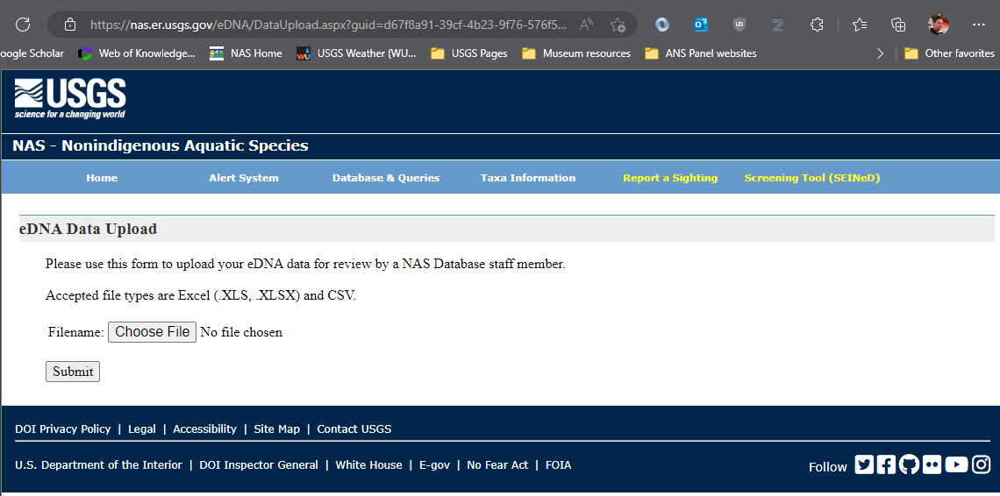 https://nas.er.usgs.gov/eDNA/DataUpload.aspx?guid=d67f8a91-39cf-4b23-9f76-576f5...
oogle Scholar Web of Knowledge... NAS Home wu USGS Weather (WU... USGS Pages Museum resources ANS Panel websites Other favorites
USGS
science for a changing world
NAS - Nonindigenous Aquatic Species
Home Alert System Database & Queries Taxa Information Report a Sighting Screening Tool (SEINeD)
eDNA Data Upload
Please use this form to upload your eDNA data for review by a NAS Database staff member.
Accepted file types are Excel (.XLS, .XLSX) and CSV.
Filename: Choose File No file chosen
Submit
DOI Privacy Policy | Legal | Accessibility | Site Map | Contact USGS
U.S. Department of the Interior | DOI Inspector General | White House | E-gov | No Fear Act | FOIA Follow